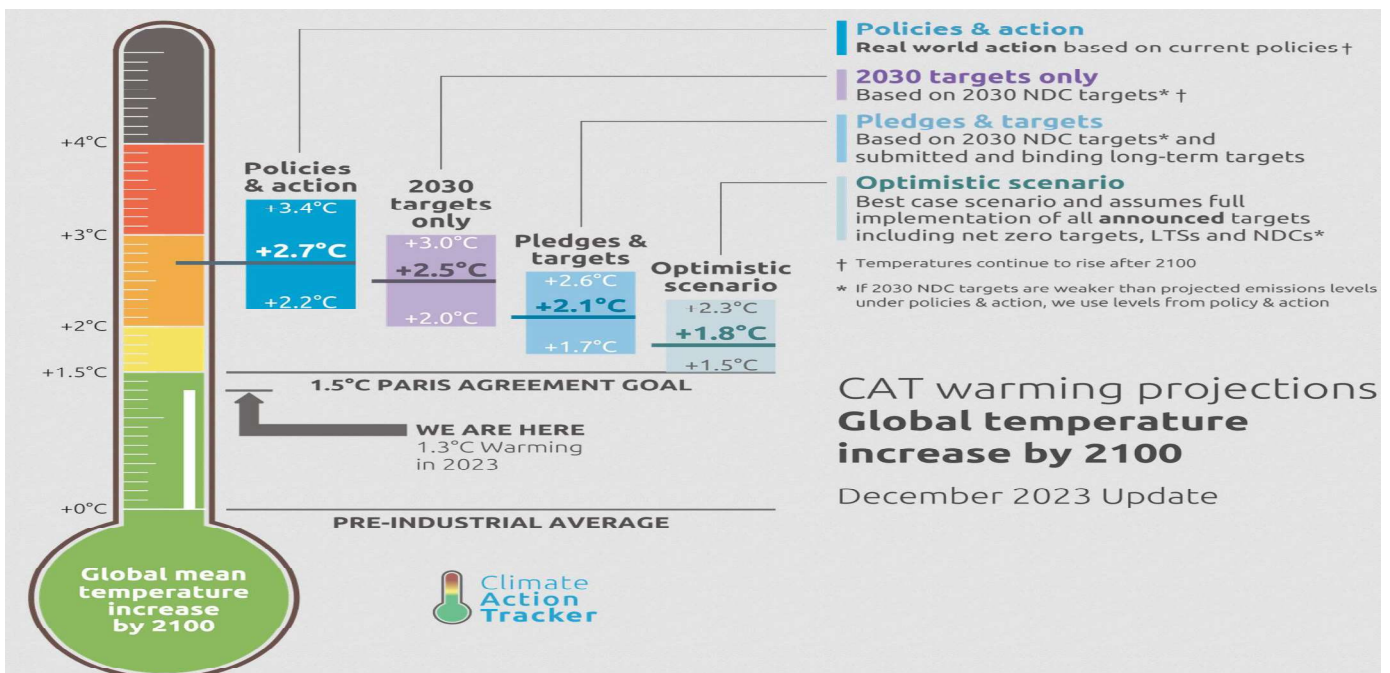 Policies & action
Real world action based on current policies †
2030 targets only
Based on 2030 NDC targets* †
Pledges & targets
Based on 2030 NDC targets* and
submitted and binding long-term targets
Optimistic scenario
Best case scenario and assumes full
implementation of all announced targets
including net zero targets, LTSs and NDCs*
† Temperatures continue to rise after 2100
* If 2030 NDC targets are weaker than projected emissions levels
under policies & action, we use levels from policy & action
+4°C
+3°C
+2°C
+1.5°C
+0°C
Policies
& action
+3.4°C
+2.7°C
+2.2°C
2030
targets
only
+3.0°C
+2.5°C
+2.0°C
Pledges &
targets
+2.6°C
+2.1°C
+1.7°C
Optimistic
scenario
+2.3°C
+1.8°C
+1.5°C
1.5°C PARIS AGREEMENT GOAL
WE ARE HERE
1.3°C Warming
in 2023
PRE-INDUSTRIAL AVERAGE
CAT warming projections
Global temperature
increase by 2100
December 2023 Update
Global mean
temperature
increase
by 2100
Climate
Action
Tracker